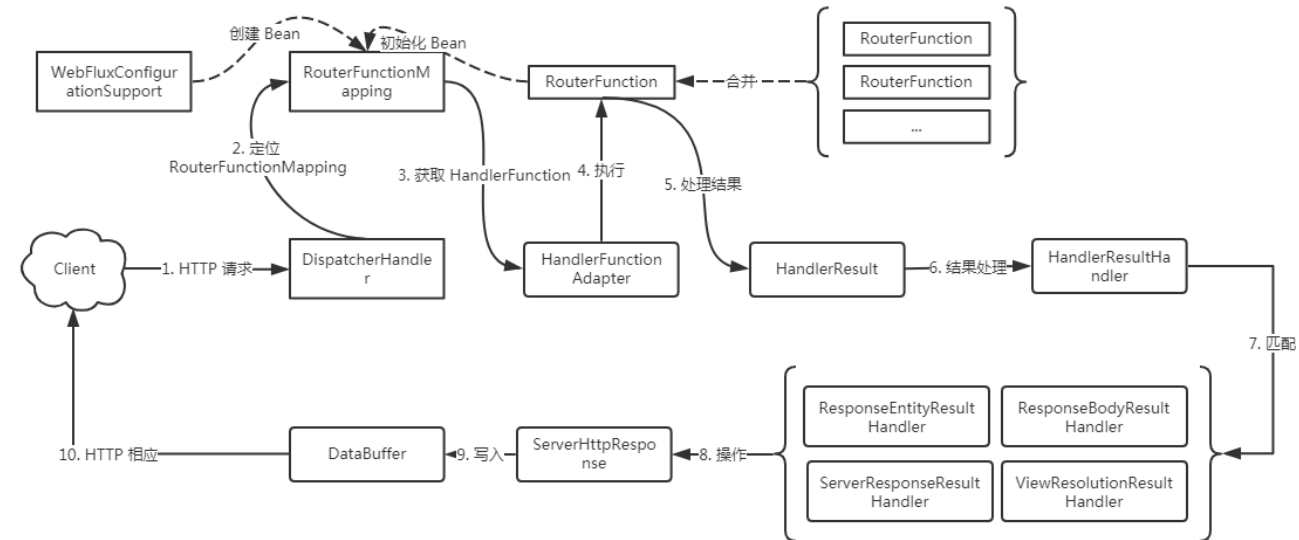 创建 Bean
初始化 Bean
WebFluxConfigur
ationSupport
RouterFunctionM
apping
RouterFunction
合并
RouterFunction
RouterFunction
...
2. 定位
RouterFunctionMapping
3. 获取 HandlerFunction
4. 执行
5. 处理结果
Client
1. HTTP 请求
DispatcherHandle
r
HandlerFunction
Adapter
HandlerResult
6. 结果处理
HandlerResultHa
ndler
7. 匹配
ResponseEntityResult
Handler
ResponseBodyResult
Handler
ServerResponseResult
Handler
ViewResolutionResult
Handler
8. 操作
ServerHttpRespo
nse
9. 写入
DataBuffer
10. HTTP 相应